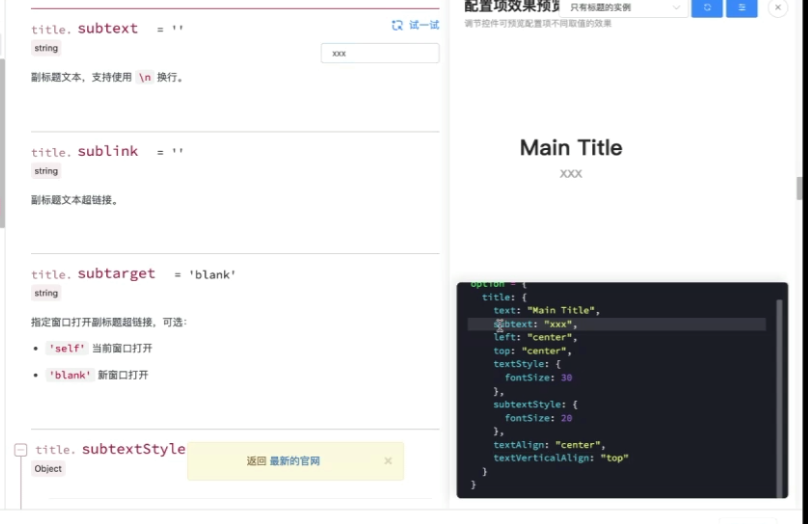 title. subtext = ''
试一试
string
xxx
副标题文本，支持使用 \n 换行。
title. sublink = ''
string
副标题文本超链接。
title. subtarget = 'blank'
string
指定窗口打开副标题超链接，可选：
'self' 当前窗口打开
'blank' 新窗口打开
title. subtextStyle
Object
返回 最新的官网
配置项效果预览
只有标题的实例
调节控件可预览配置项不同取值的效果
Main Title
xxx
option = {
title: {
text: "Main Title",
subtext: "xxx",
left: "center",
top: "center",
textStyle: {
fontSize: 30
},
subtextStyle: {
fontSize: 20
},
textAlign: "center",
textVerticalAlign: "top"
}
}